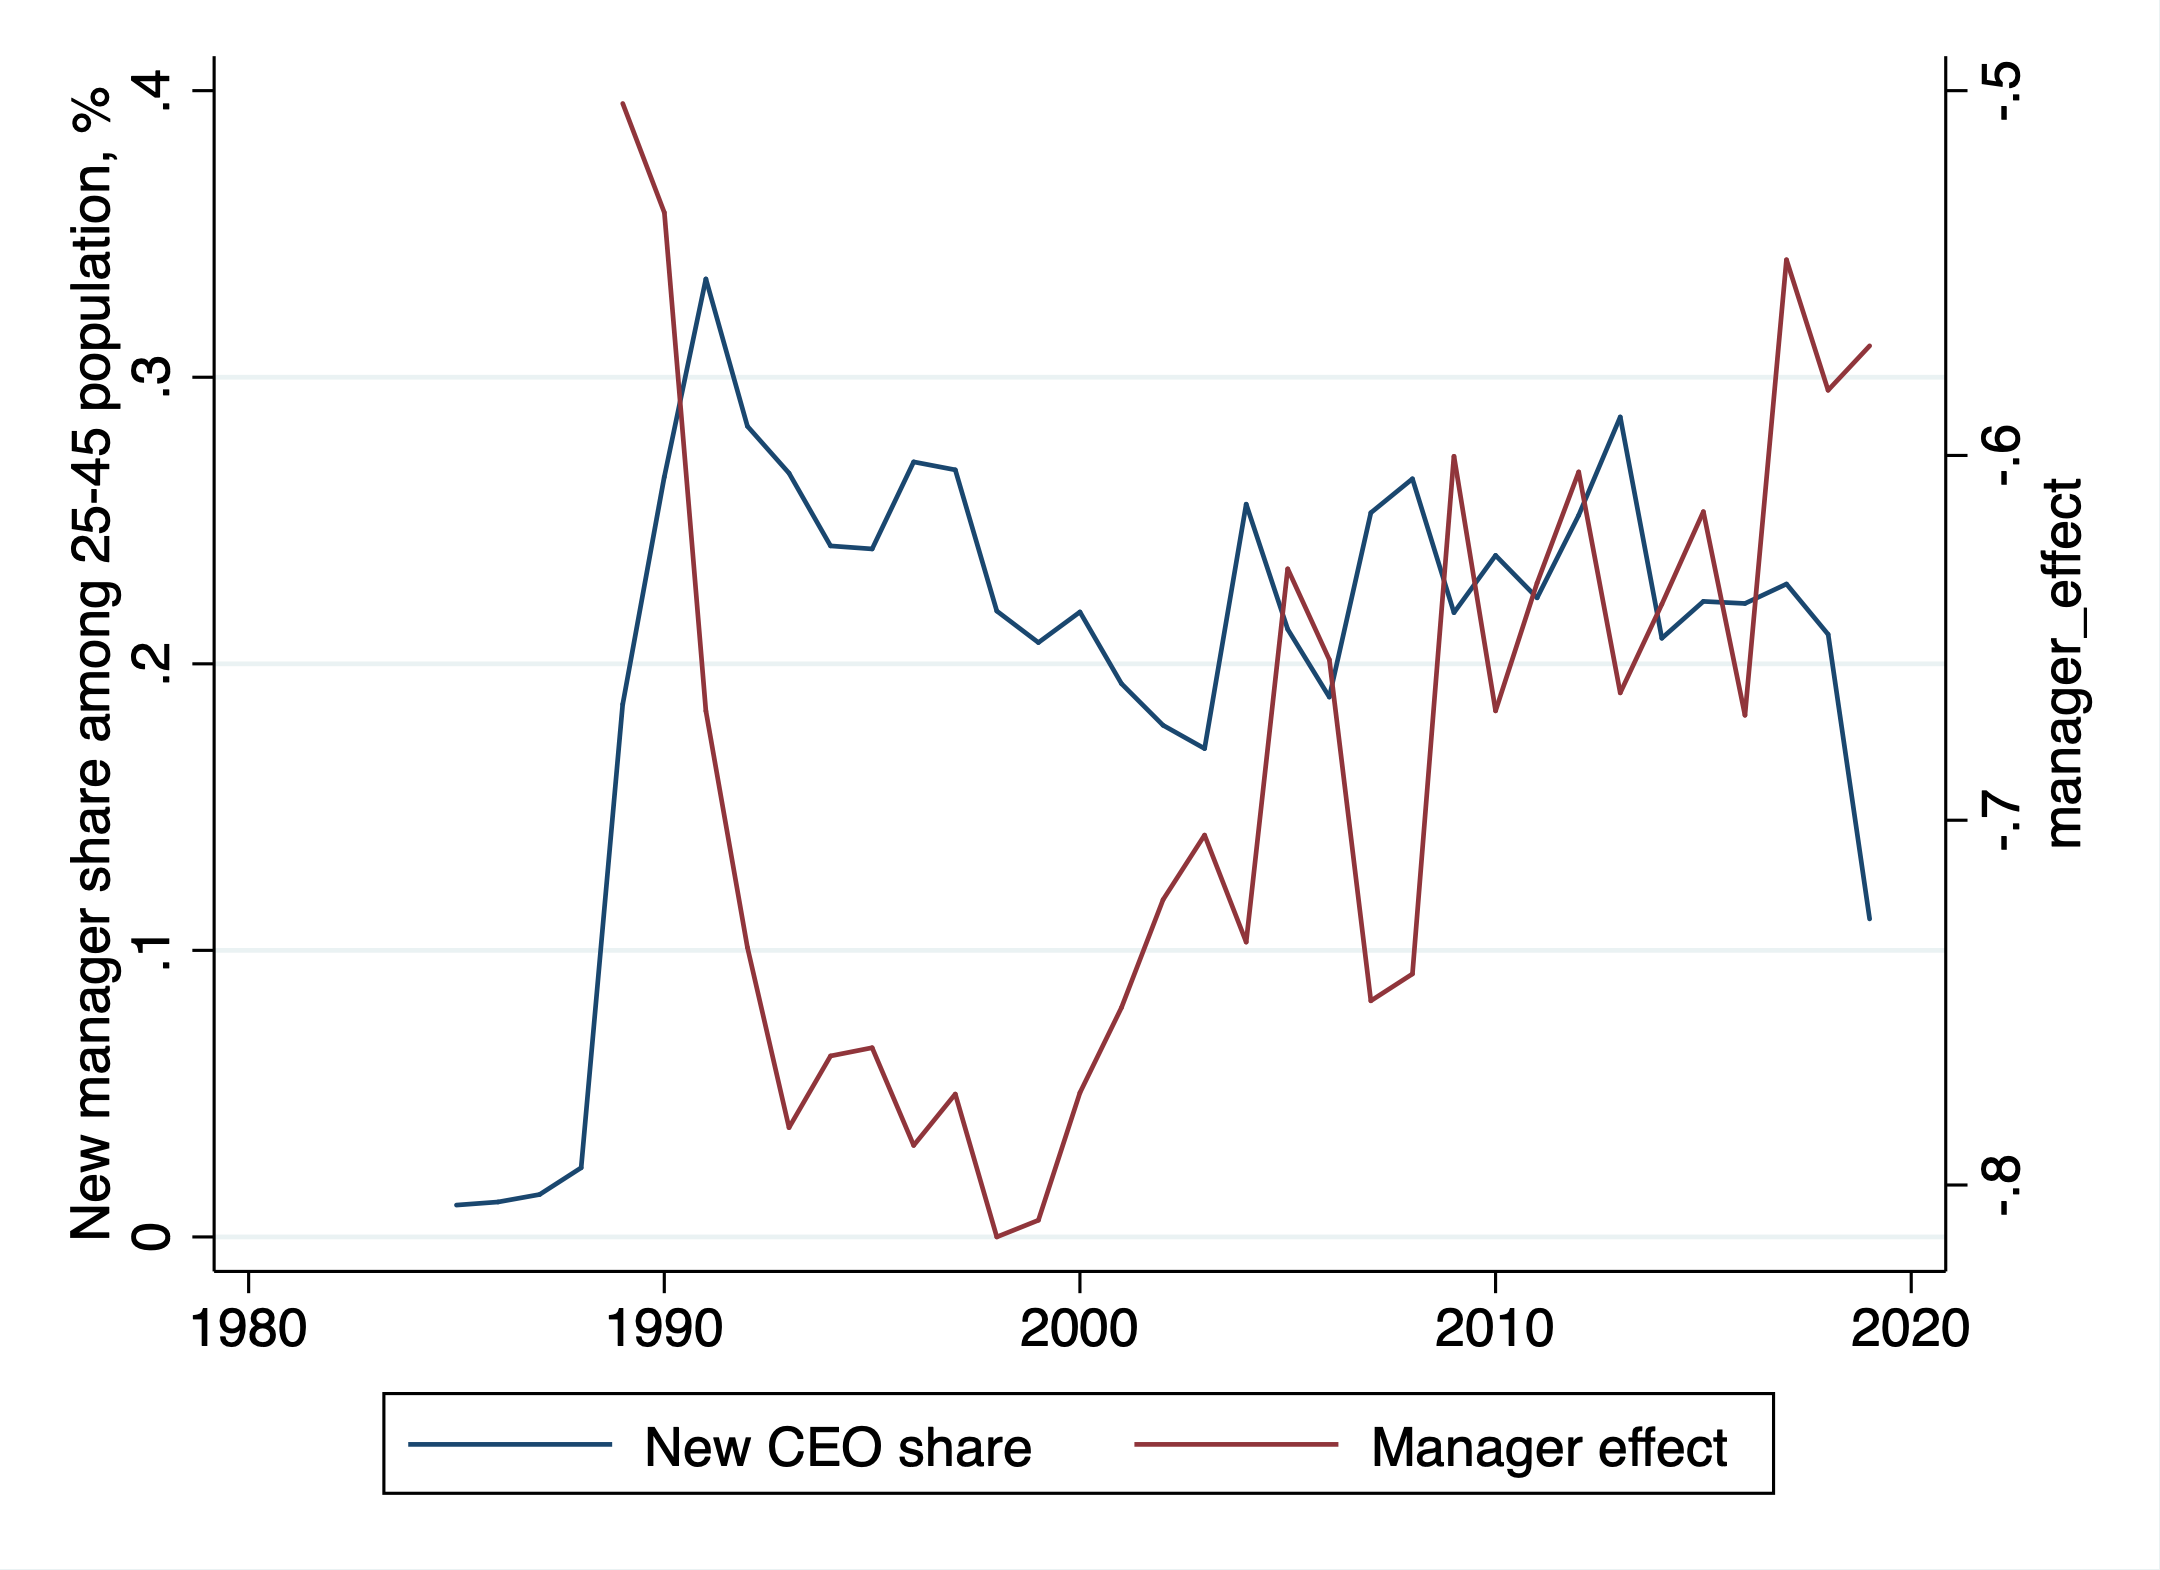 New manager share among 25-45 population, %
.4
.3
.2
.1
0
-.5
-.6
-.7
-.8
manager_effect
1980 1990 2000 2010 2020
New CEO share Manager effect